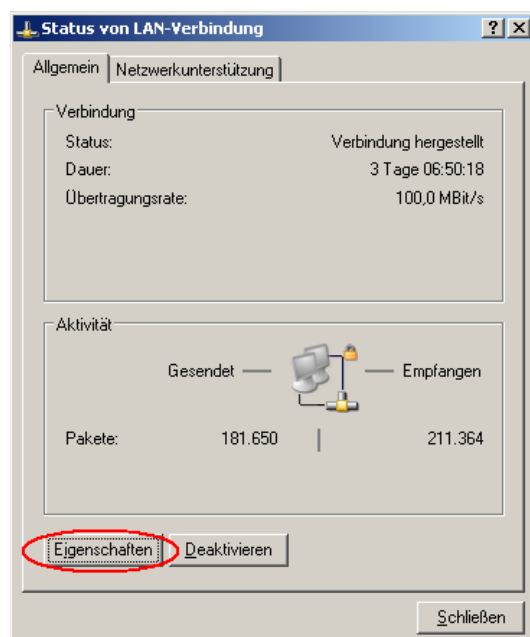 Status von LAN-Verbindung
Allgemein Netzwerkunterstützung
Verbindung
Status: Verbindung hergestellt
Dauer: 3 Tage 06:50:18
Übertragungsrate: 100,0 MBit/s
Aktivität
Gesendet Empfangen
Pakete: 181.650 211.364
Eigenschaften Deaktivieren
Schließen